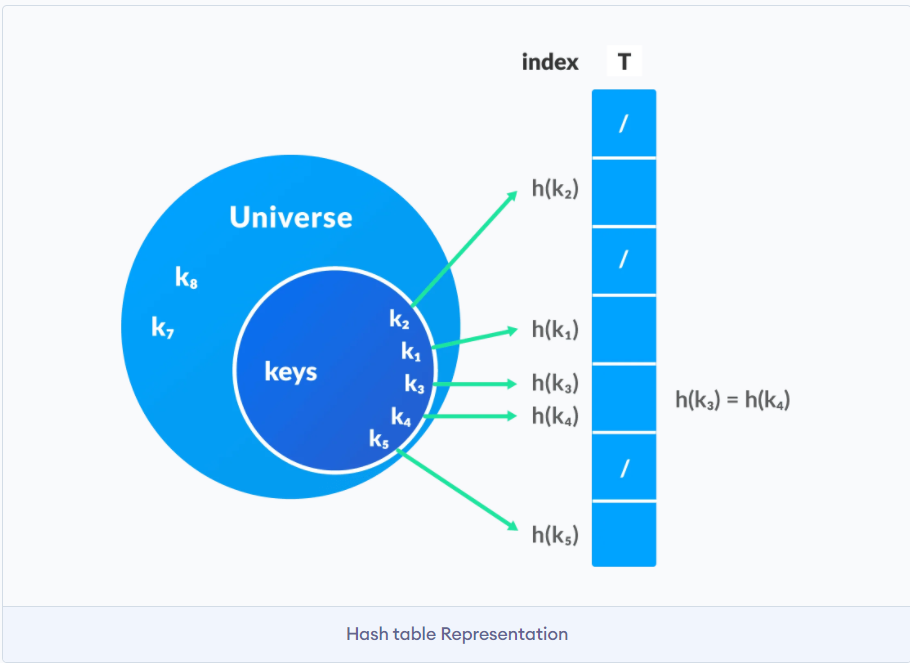 index T
/
h(k₂)
Universe
/
k₈
k₇
k₂
h(k₁)
k₁
keys
k₃
h(k₃)
h(k₃) = h(k₄)
k₄
h(k₄)
k₅
/
h(k₅)
Hash table Representation